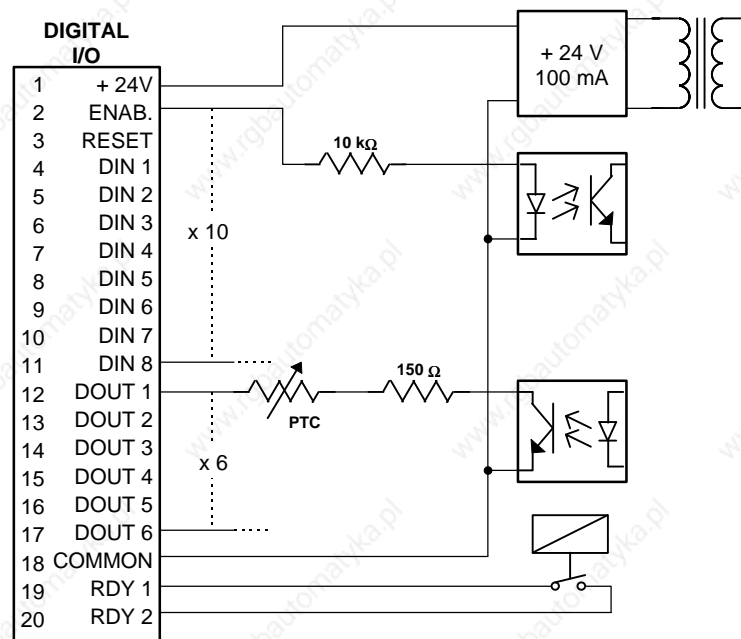 DIGITAL
I/O
1 + 24V
2 ENAB.
3 RESET
4 DIN 1
5 DIN 2
6 DIN 3
7 DIN 4
8 DIN 5
9 DIN 6
10 DIN 7
11 DIN 8
12 DOUT 1
13 DOUT 2
14 DOUT 3
15 DOUT 4
16 DOUT 5
17 DOUT 6
18 COMMON
19 RDY 1
20 RDY 2
x 10
x 6
10 kΩ
PTC
150 Ω
+ 24 V
100 mA
www.rgbautomatyka.pl